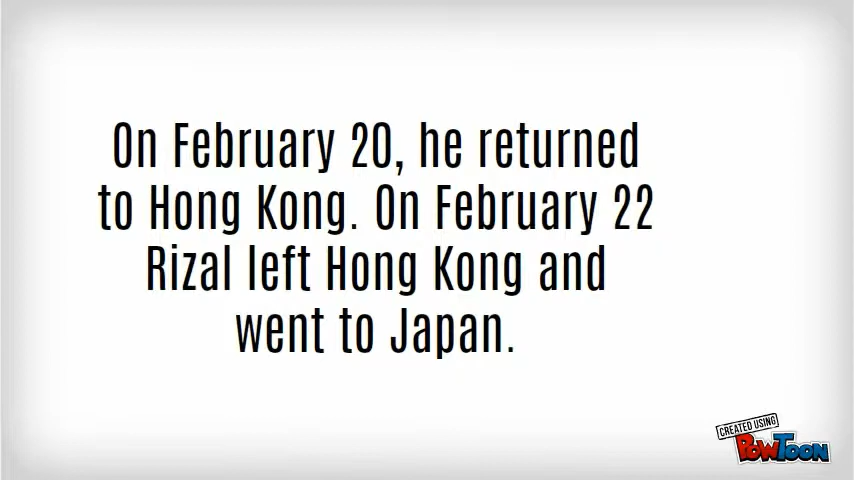 On February 20, he returned
to Hong Kong. On February 22
Rizal left Hong Kong and
went to Japan.
CREATED USING
POWTOON